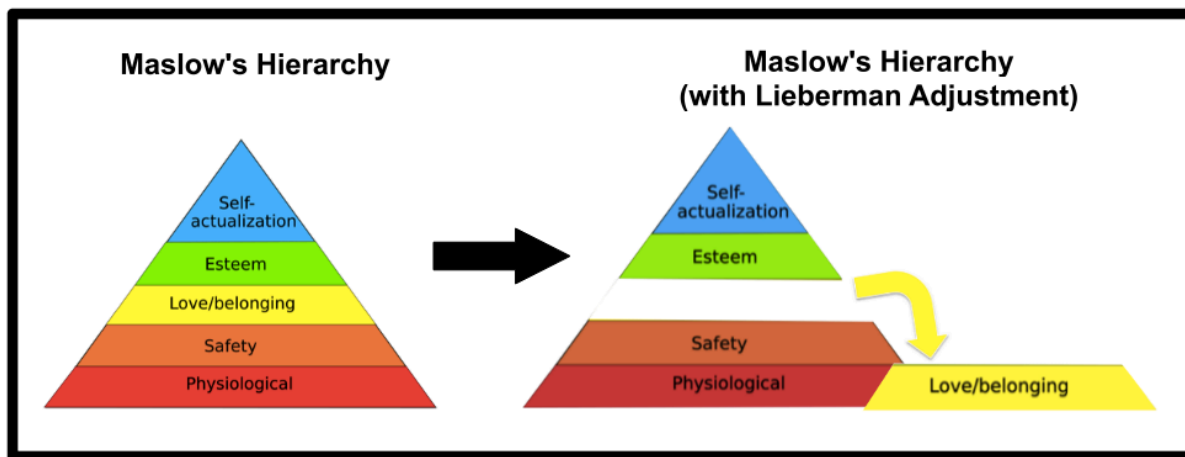 Maslow's Hierarchy
Self-
actualization
Esteem
Love/belonging
Safety
Physiological
Maslow's Hierarchy
(with Lieberman Adjustment)
Self-
actualization
Esteem
Safety
Physiological
Love/belonging